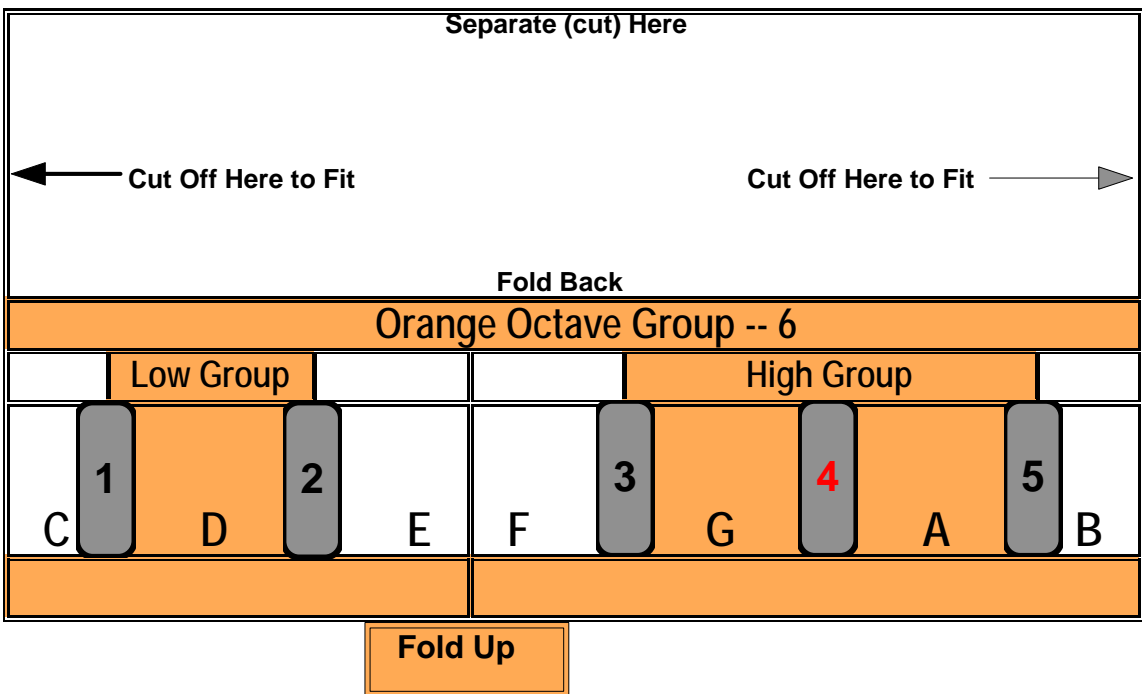 Separate (cut) Here
Cut Off Here to Fit
Cut Off Here to Fit
Fold Back
Orange Octave Group -- 6
Low Group
High Group
1 2 3 4 5
C D E F G A B
Fold Up